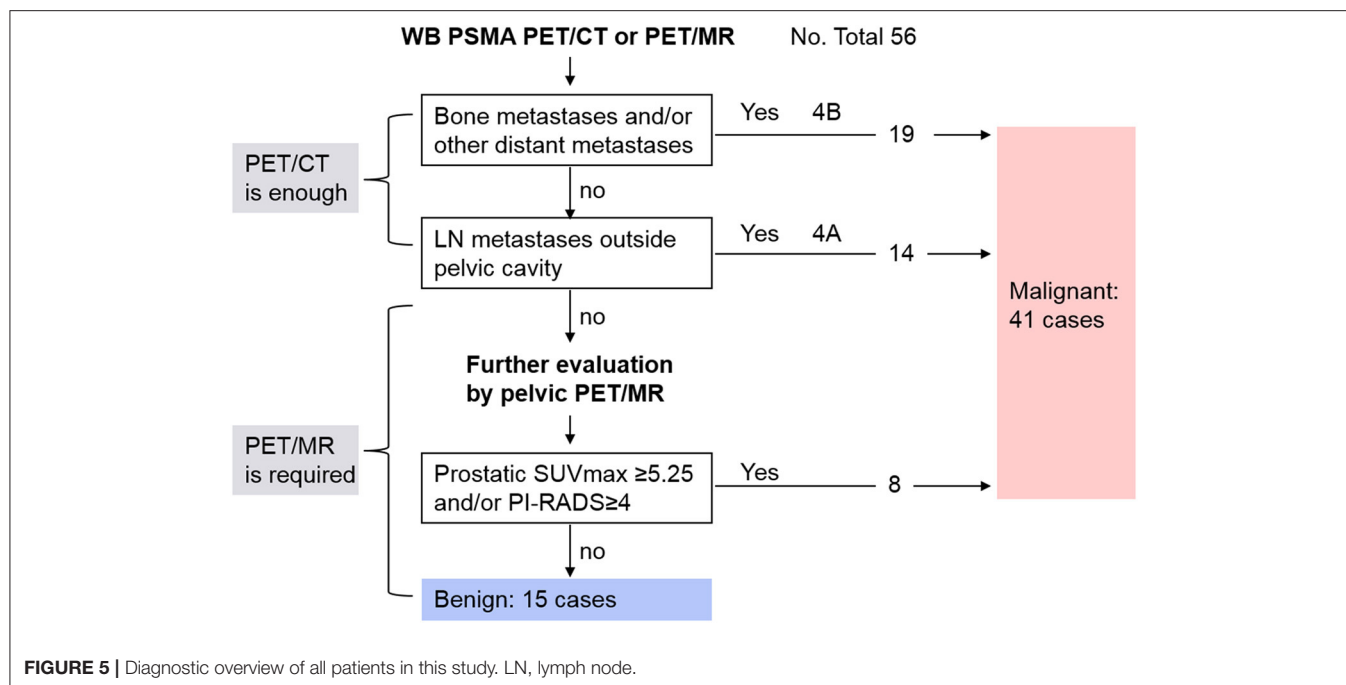 WB PSMA PET/CT or PET/MR No. Total 56
Bone metastases and/or
other distant metastases
Yes 4B
19
PET/CT
is enough
no
LN metastases outside
pelvic cavity
Yes 4A
14
Malignant:
41 cases
no
Further evaluation
by pelvic PET/MR
PET/MR
is required
Prostatic SUVmax ≥5.25
and/or PI-RADS≥4
Yes
8
no
Benign: 15 cases
FIGURE 5 | Diagnostic overview of all patients in this study. LN, lymph node.